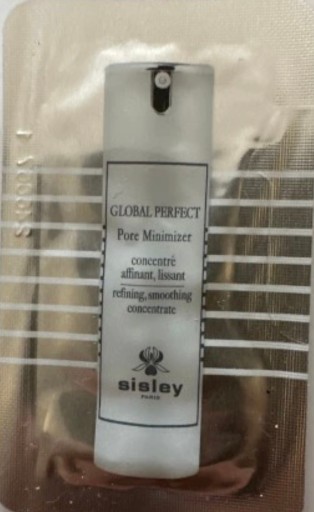 GLOBAL PERFECT
Pore Minimizer
concentré
affinant, lissant
refining, smoothing
concentrate
sisley
PARIS